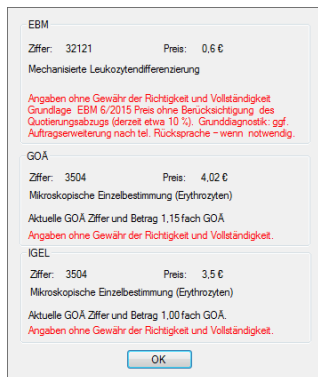 EBM
Ziffer: 32121 Preis: 0,6 €
Mechanisierte Leukozytendifferenzierung
Angaben ohne Gewähr der Richtigkeit und Vollständigkeit
Grundlage EBM 6/2015 Preis ohne Berücksichtigung des
Quotierungsabzugs (derzeit etwa 10 %). Grunddiagnostik: ggf.
Auftragserweiterung nach tel. Rücksprache – wenn notwendig.
GOÄ
Ziffer: 3504 Preis: 4,02 €
Mikroskopische Einzelbestimmung (Erythrozyten)
Aktuelle GOÄ Ziffer und Betrag 1,15 fach GOÄ
Angaben ohne Gewähr der Richtigkeit und Vollständigkeit.
IGEL
Ziffer: 3504 Preis: 3,5 €
Mikroskopische Einzelbestimmung (Erythrozyten)
Aktuelle GOÄ Ziffer und Betrag 1,00 fach GOÄ.
Angaben ohne Gewähr der Richtigkeit und Vollständigkeit.
OK